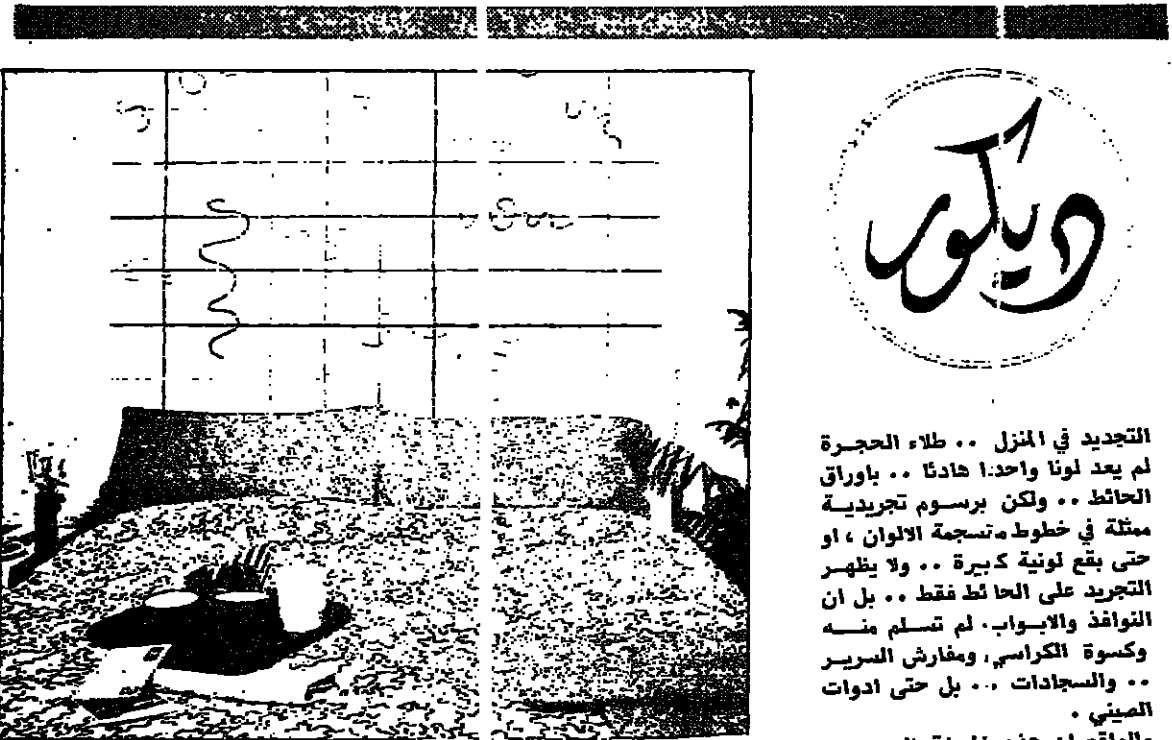 ديكور
التجديد في المنزل .. طلاء الحجرة
لم يعد لونا واحدا هادئا .. باوراق
الحائط .. ولكن برسوم تجريدية
ممثلة في خطوط متسجمة الالوان ، او
حتى بقع لونية كبيرة .. ولا يظهر
التجريد على الحائط فقط .. بل ان
النوافذ والابواب. لم تسلم منه
وكسوة الكراسي، ومفارش السرير
.. والسجادات .. بل حتى ادوات
الصيني .